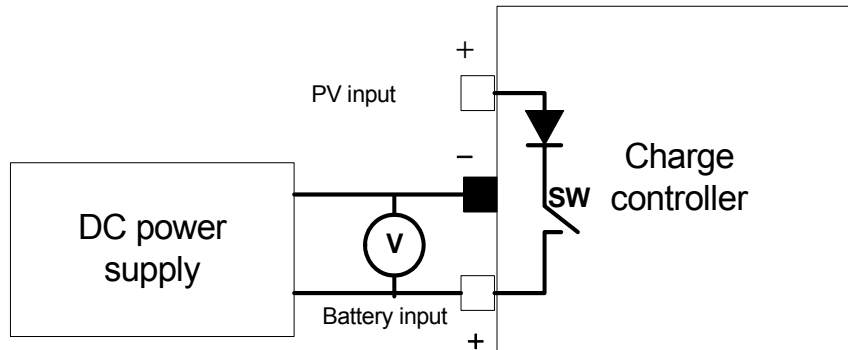 +
PV input
−
Charge
controller
SW
DC power
supply
V
Battery input
+